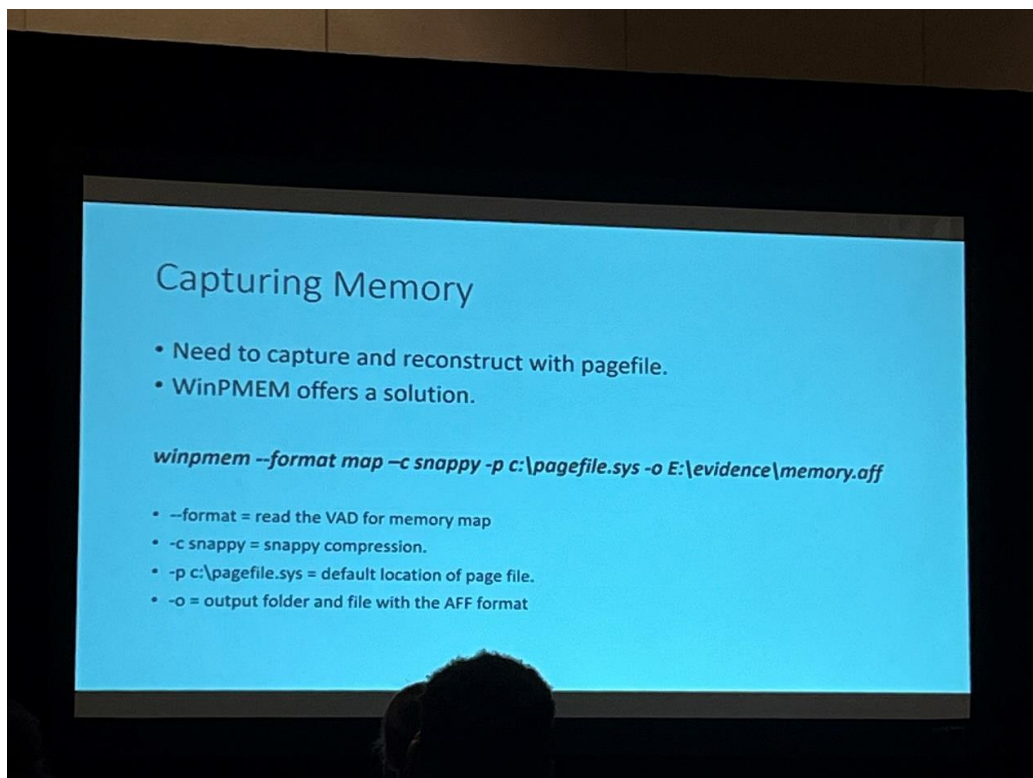 Capturing Memory
• Need to capture and reconstruct with pagefile.
• WinPMEM offers a solution.
winpmem --format map –c snappy -p c:\pagefile.sys -o E:\evidence\memory.aff
• --format = read the VAD for memory map
• -c snappy = snappy compression.
• -p c:\pagefile.sys = default location of page file.
• -o = output folder and file with the AFF format